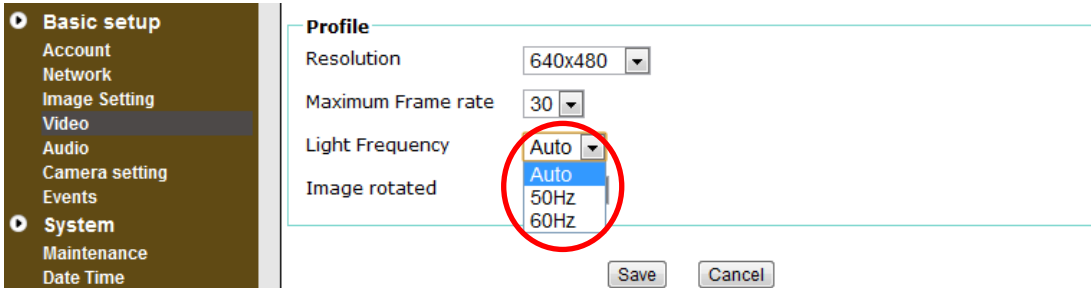 Basic setup
Account
Network
Image Setting
Video
Audio
Camera setting
Events
System
Maintenance
Date Time
Profile
Resolution 640x480
Maximum Frame rate 30
Light Frequency Auto
Auto
Image rotated
50Hz
60Hz
Save Cancel